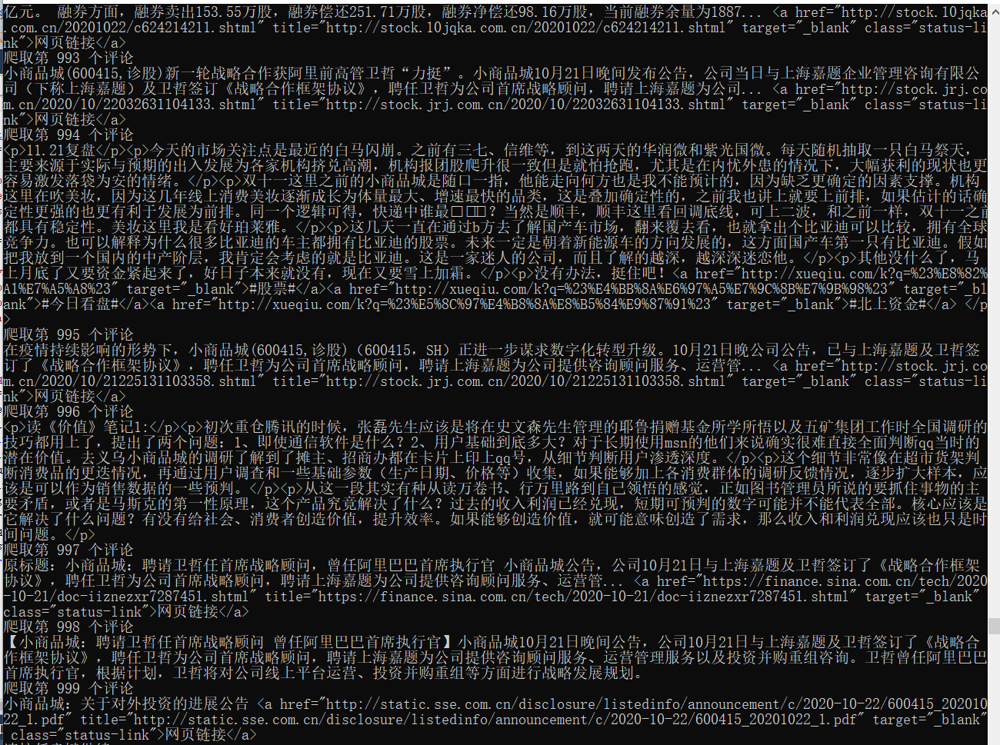 亿元。 融券方面，融券卖出153.55万股，融券偿还251.71万股，融券净偿还98.16万股，当前融券余量为1887... <a href="http://stock.10jqka
.com.cn/20201022/c624214211.shtml" title="http://stock.10jqka.com.cn/20201022/c624214211.shtml" target="_blank" class="status-li
nk">网页链接</a>
爬取第 993 个评论
小商品城(600415,诊股)新一轮战略合作获阿里前高管卫哲“力挺”。小商品城10月21日晚间发布公告，公司当日与上海嘉题企业管理咨询有限公
司（下称上海嘉题）及卫哲签订《战略合作框架协议》，聘任卫哲为公司首席战略顾问，聘请上海嘉题为公司... <a href="http://stock.jrj.co
m.cn/2020/10/22032631104133.shtml" title="http://stock.jrj.com.cn/2020/10/22032631104133.shtml" target="_blank" class="status-li
nk">网页链接</a>
爬取第 994 个评论
<p>11.21复盘</p><p>今天的市场关注点是最近的白马闪崩。之前有三七、信维等，到这两天的华润微和紫光国微。每天随机抽取一只白马祭天，
主要来源于实际与预期的出入发展为各家机构挤兑高潮，机构报团股爬升很一致但是就怕抢跑，尤其是在内忧外患的情况下，大幅获利的现状也更
容易激发落袋为安的情绪。</p><p>双十一这里之前的小商品城是随口一指，他能走向何方也是我不能预计的，因为缺乏更确定的因素支撑。机构
这里在吹美妆，因为这几年线上消费美妆逐渐成长为体量最大、增速最快的品类，这是叠加确定性的，之前我也讲上就要上前排，如果估计的话确
定性更强的也更有利于发展为前排。同一个逻辑可得，快递中谁最□□□？当然是顺丰，顺丰这里看回调底线，可上二波，和之前一样，双十一之前
都具有稳定性。美妆这里我是看好珀莱雅。</p><p>这几天一直在通过b方去了解国产车市场，翻来覆去看，也就拿出个比亚迪可以比较，拥有全球
竞争力。也可以解释为什么很多比亚迪的车主都拥有比亚迪的股票。未来一定是朝着新能源车的方向发展的，这方面国产车第一只有比亚迪。假如
把我放到一个国内的中产阶层，我肯定会考虑的就是比亚迪。这是一家迷人的公司，而且了解的越深，越深深迷恋他。</p><p>其他没什么了，马
上月底了又要资金紧起来了，好日子本来就没有，现在又要雪上加霜。</p><p>没有办法，挺住吧！<a href="http://xueqiu.com/k?q=%23%E8%82%
A1%E7%A5%A8%23" target="_blank">#股票#</a><a href="http://xueqiu.com/k?q=%23%E4%BB%8A%E6%97%A5%E7%9C%8B%E7%9B%98%23" target="_bl
ank">#今日看盘#</a><a href="http://xueqiu.com/k?q=%23%E5%8C%97%E4%B8%8A%E8%B5%84%E9%87%91%23" target="_blank">#北上资金#</a> </p
>
爬取第 995 个评论
在疫情持续影响的形势下，小商品城(600415,诊股)（600415，SH）正进一步谋求数字化转型升级。10月21日晚公司公告，已与上海嘉题及卫哲签
订了《战略合作框架协议》，聘任卫哲为公司首席战略顾问，聘请上海嘉题为公司提供咨询顾问服务、运营管... <a href="http://stock.jrj.co
m.cn/2020/10/21225131103358.shtml" title="http://stock.jrj.com.cn/2020/10/21225131103358.shtml" target="_blank" class="status-li
nk">网页链接</a>
爬取第 996 个评论
<p>读《价值》笔记1:</p><p>初次重仓腾讯的时候，张磊先生应该是将在史文森先生管理的耶鲁捐赠基金所学所悟以及五矿集团工作时全国调研的
技巧都用上了，提出了两个问题：1、即使通信软件是什么？2、用户基础到底多大？对于长期使用msn的他们来说确实很难直接全面判断qq当时的
潜在价值。去义乌小商品城的调研了解到了摊主、招商办都在卡片上印上qq号，从细节判断用户渗透深度。</p><p>这个细节非常像在超市货架判
断消费品的更迭情况，再通过用户调查和一些基础参数（生产日期、价格等）收集，如果能够加上各消费群体的调研反馈情况，逐步扩大样本，应
该是可以作为销售数据的一些预判。</p><p>从这一段其实有种从读万卷书、行万里路到自己领悟的感觉，正如图书管理员所说的要抓住事物的主
要矛盾，或者是马斯克的第一性原理，这个产品究竟解决了什么？过去的收入利润已经兑现，短期可预判的数字可能并不能代表全部。核心应该是
它解决了什么问题？有没有给社会、消费者创造价值，提升效率。如果能够创造价值，就可能意味创造了需求，那么收入和利润兑现应该也只是时
间问题。</p>
爬取第 997 个评论
原标题：小商品城：聘请卫哲任首席战略顾问，曾任阿里巴巴首席执行官 小商品城公告，公司10月21日与上海嘉题及卫哲签订了《战略合作框架
协议》，聘任卫哲为公司首席战略顾问，聘请上海嘉题为公司提供咨询顾问服务、运营管... <a href="https://finance.sina.com.cn/tech/2020
-10-21/doc-iiznezxr7287451.shtml" title="https://finance.sina.com.cn/tech/2020-10-21/doc-iiznezxr7287451.shtml" target="_blank"
class="status-link">网页链接</a>
爬取第 998 个评论
【小商品城：聘请卫哲任首席战略顾问 曾任阿里巴巴首席执行官】小商品城10月21日晚间公告，公司10月21日与上海嘉题及卫哲签订了《战略合
作框架协议》，聘任卫哲为公司首席战略顾问，聘请上海嘉题为公司提供咨询顾问服务、运营管理服务以及投资并购重组咨询。卫哲曾任阿里巴巴
首席执行官，根据计划，卫哲将对公司线上平台运营、投资并购重组等方面进行战略发展规划。
爬取第 999 个评论
小商品城：关于对外投资的进展公告 <a href="http://static.sse.com.cn/disclosure/listedinfo/announcement/c/2020-10-22/600415_202010
22_1.pdf" title="http://static.sse.com.cn/disclosure/listedinfo/announcement/c/2020-10-22/600415_20201022_1.pdf" target="_blank"
class="status-link">网页链接</a>